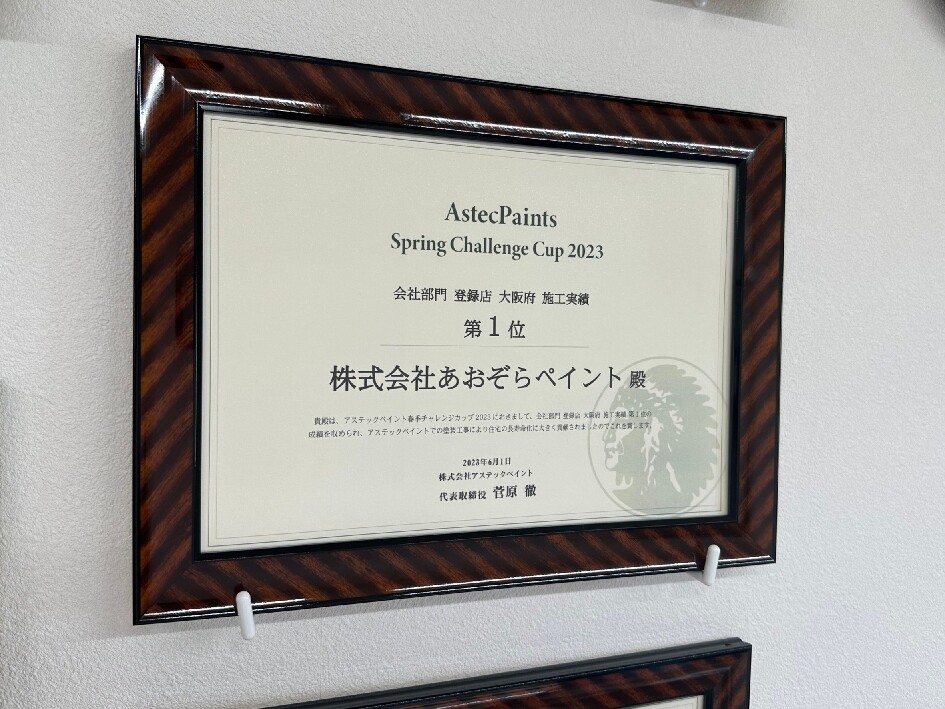 AstecPaints
Spring Challenge Cup 2023
会社部門 登録店 大阪府 施工実績
第1位
株式会社あおぞらペイント 殿
貴殿は、アステックペイント春季チャレンジカップ2023におきまして、会社部門 登録店 大阪府 施工実績 第1位の
成績を収められ、アステックペイントでの塗装工事により住宅の長寿命化に大きく貢献されましたのでこれを賞します。
2023年6月1日
株式会社アステックペイント
代表取締役 菅原 徹